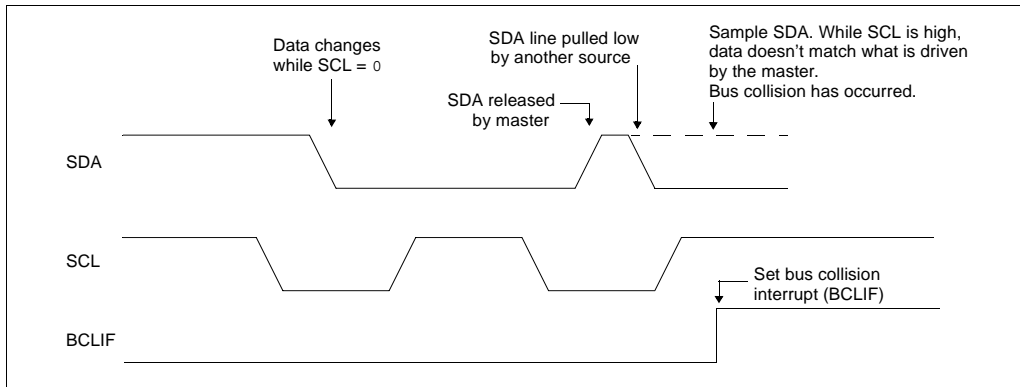 Data changes
while SCL = 0
SDA line pulled low
by another source
Sample SDA. While SCL is high,
data doesn't match what is driven
by the master.
Bus collision has occurred.
SDA released
by master
SDA
SCL
Set bus collision
interrupt (BCLIF)
BCLIF